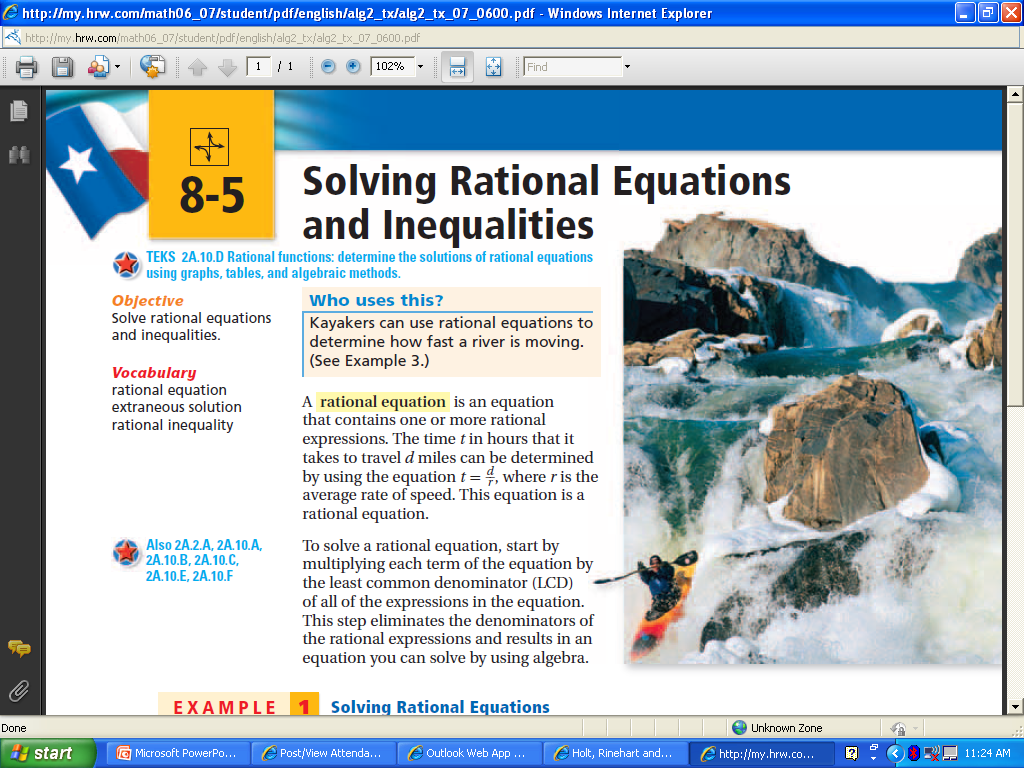 http://my.hrw.com/math06_07/student/pdf/english/alg2_tx/alg2_tx_07_0600.pdf - Windows Internet Explorer
http://my.hrw.com/math06_07/student/pdf/english/alg2_tx/alg2_tx_07_0600.pdf
1 / 1 102% Find
8-5
Solving Rational Equations
and Inequalities
TEKS 2A.10.D Rational functions: determine the solutions of rational equations
using graphs, tables, and algebraic methods.
Objective
Solve rational equations
and inequalities.
Vocabulary
rational equation
extraneous solution
rational inequality
Who uses this?
Kayakers can use rational equations to
determine how fast a river is moving.
(See Example 3.)
A rational equation is an equation
that contains one or more rational
expressions. The time t in hours that it
takes to travel d miles can be determined
by using the equation t = d/r, where r is the
average rate of speed. This equation is a
rational equation.
Also 2A.2.A, 2A.10.A,
2A.10.B, 2A.10.C,
2A.10.E, 2A.10.F
To solve a rational equation, start by
multiplying each term of the equation by
the least common denominator (LCD)
of all of the expressions in the equation.
This step eliminates the denominators of
the rational expressions and results in an
equation you can solve by using algebra.
EXAMPLE 1 Solving Rational Equations
Done Unknown Zone
start Microsoft PowerPo... Post/View Attenda... Outlook Web App ... Holt, Rinehart and... http://my.hrw.co... 11:24 AM